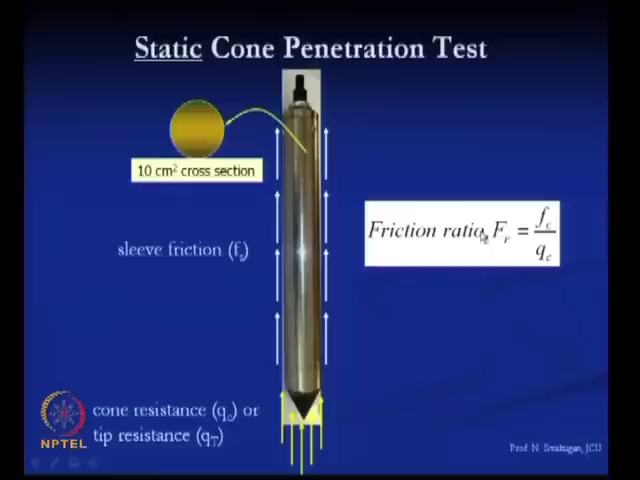 Static Cone Penetration Test
10 cm² cross section
sleeve friction (fs)
Friction ratio, Fr = fc / qc
cone resistance (qc) or
tip resistance (qT)
NPTEL
Prof. N. Sivakugan, JCU